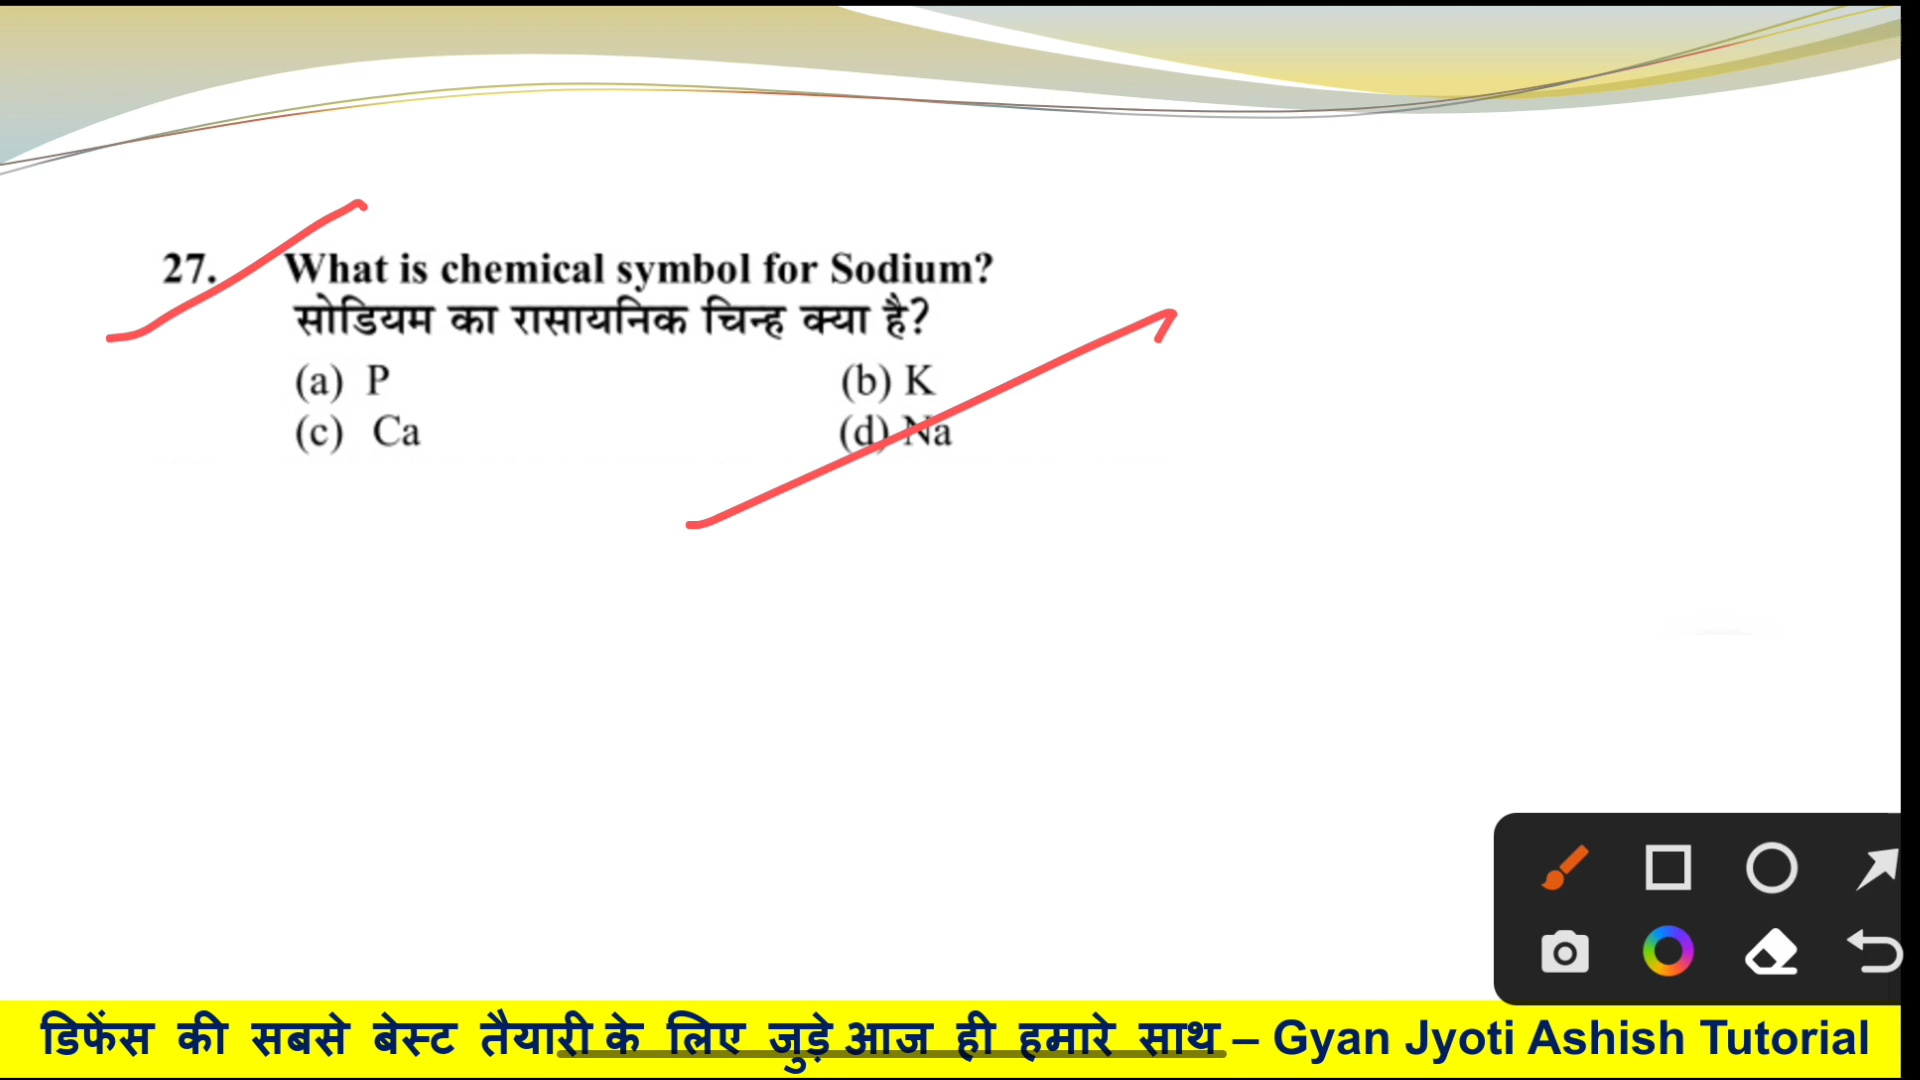 27. What is chemical symbol for Sodium?
सोडियम का रासायनिक चिन्ह क्या है?
(a) P (b) K
(c) Ca (d) Na
डिफेंस की सबसे बेस्ट तैयारी के लिए जुड़े आज ही हमारे साथ – Gyan Jyoti Ashish Tutorial